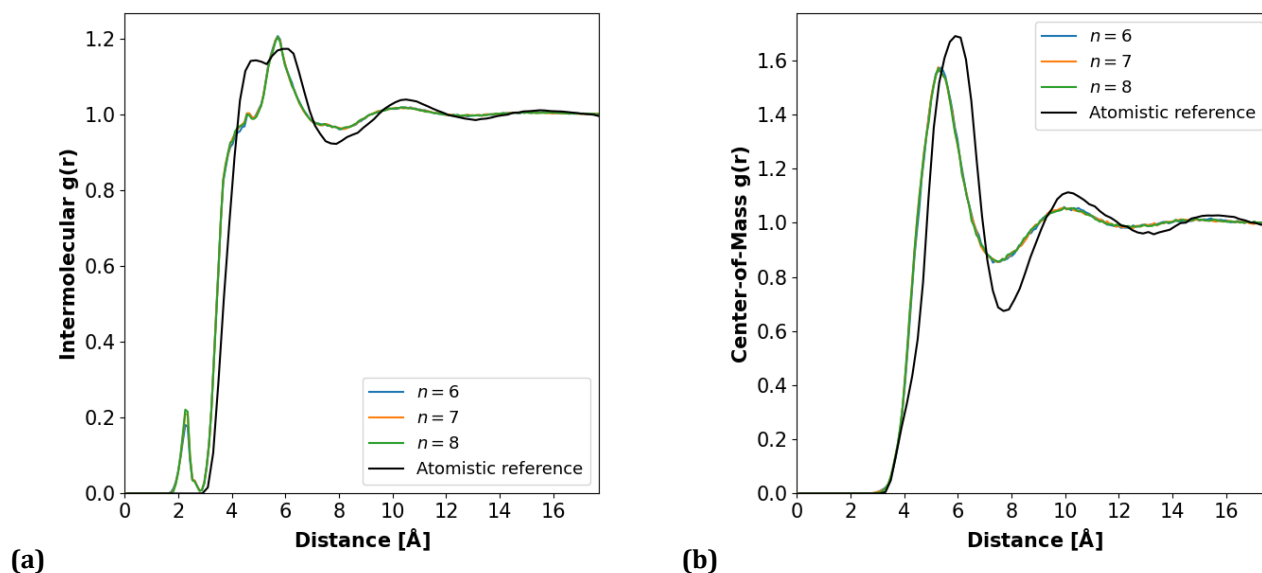 Intermolecular g(r)
1.2
1.0
0.8
0.6
0.4
0.2
0.0
n = 6
n = 7
n = 8
Atomistic reference
0 2 4 6 8 10 12 14 16
Distance [Å]
(a)
Center-of-Mass g(r)
1.6
1.4
1.2
1.0
0.8
0.6
0.4
0.2
0.0
n = 6
n = 7
n = 8
Atomistic reference
0 2 4 6 8 10 12 14 16
Distance [Å]
(b)